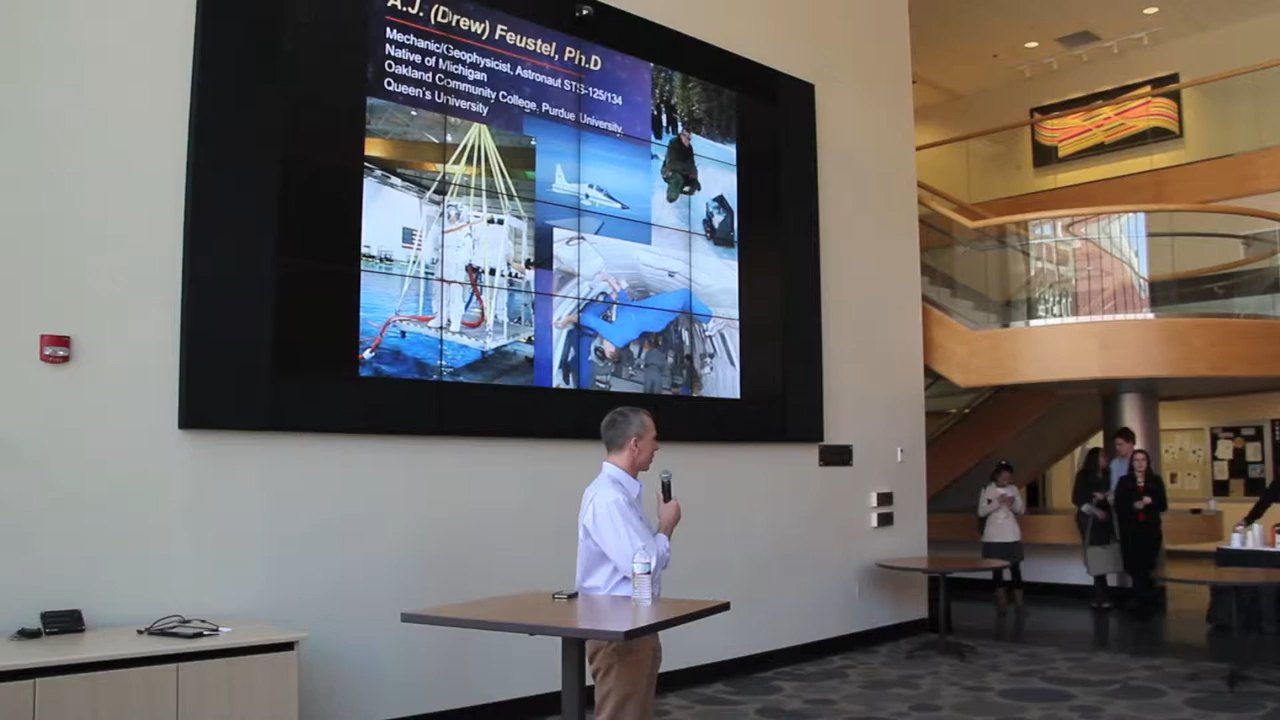 A.J. (Drew) Feustel, Ph.D
Mechanic/Geophysicist, Astronaut STS-125/134
Native of Michigan
Oakland Community College, Purdue University,
Queen's University